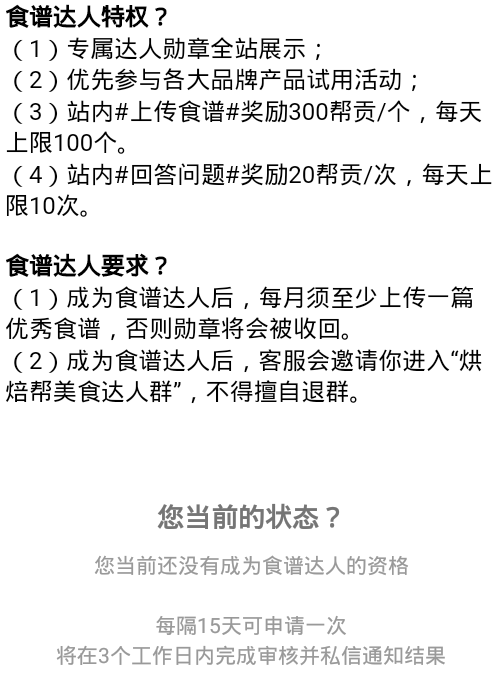 食谱达人特权？
（1）专属达人勋章全站展示；
（2）优先参与各大品牌产品试用活动；
（3）站内#上传食谱#奖励300帮贡/个，每天
上限100个。
（4）站内#回答问题#奖励20帮贡/次，每天上
限10次。
食谱达人要求？
（1）成为食谱达人后，每月须至少上传一篇
优秀食谱，否则勋章将会被收回。
（2）成为食谱达人后，客服会邀请你进入“烘
焙帮美食达人群”，不得擅自退群。
您当前的状态？
您当前还没有成为食谱达人的资格
每隔15天可申请一次
将在3个工作日内完成审核并私信通知结果